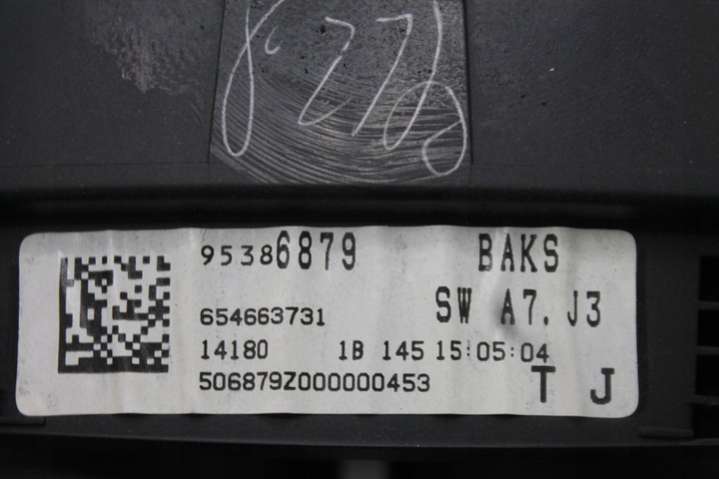 95386879 BAKS
654663731 SW A7. J3
14180 1B 145 15:05:04
506879Z000000453 T J